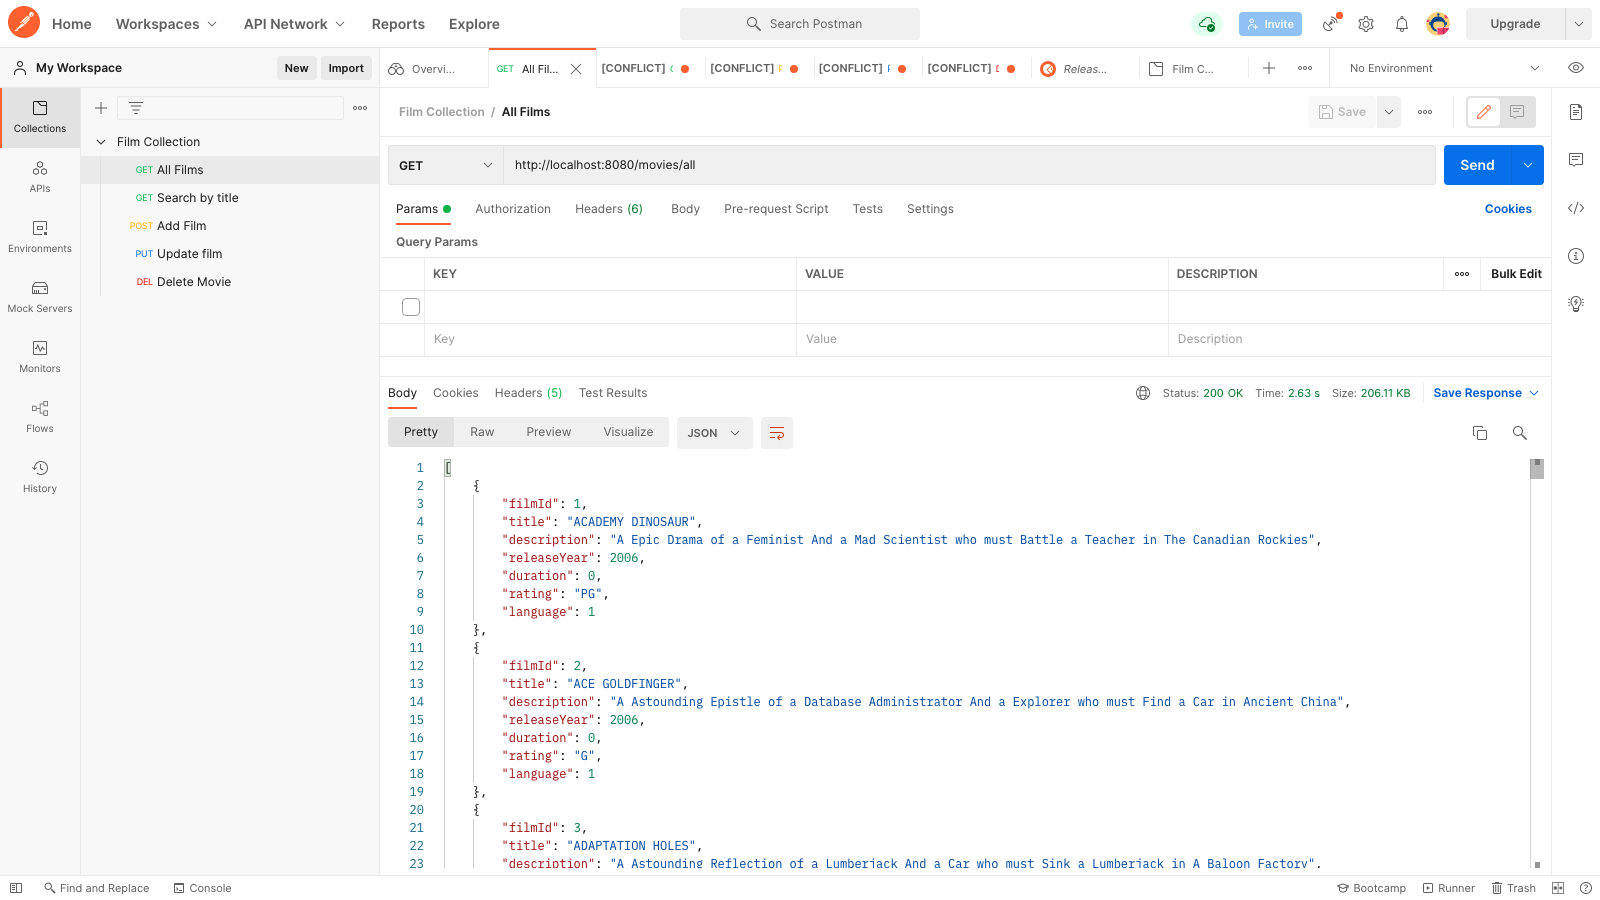 Home Workspaces API Network Reports Explore Search Postman Invite Upgrade
My Workspace New Import Overvi... GET All Fil... [CONFLICT] [CONFLICT] [CONFLICT] [CONFLICT] Releas... Film C... No Environment
Collections
APIs
Environments
Mock Servers
Monitors
Flows
History
Film Collection
GET All Films
GET Search by title
POST Add Film
PUT Update film
DEL Delete Movie
Film Collection / All Films Save
GET http://localhost:8080/movies/all Send
Params Authorization Headers (6) Body Pre-request Script Tests Settings Cookies
Query Params
KEY VALUE DESCRIPTION Bulk Edit
Key Value Description
Body Cookies Headers (5) Test Results Status: 200 OK Time: 2.63 s Size: 206.11 KB Save Response
Pretty Raw Preview Visualize JSON
1 [
2 {
3 "filmId": 1,
4 "title": "ACADEMY DINOSAUR",
5 "description": "A Epic Drama of a Feminist And a Mad Scientist who must Battle a Teacher in The Canadian Rockies",
6 "releaseYear": 2006,
7 "duration": 0,
8 "rating": "PG",
9 "language": 1
10 },
11 {
12 "filmId": 2,
13 "title": "ACE GOLDFINGER",
14 "description": "A Astounding Epistle of a Database Administrator And a Explorer who must Find a Car in Ancient China",
15 "releaseYear": 2006,
16 "duration": 0,
17 "rating": "G",
18 "language": 1
19 },
20 {
21 "filmId": 3,
22 "title": "ADAPTATION HOLES",
23 "description": "A Astounding Reflection of a Lumberjack And a Car who must Sink a Lumberjack in A Baloon Factory",
Find and Replace Console Bootcamp Runner Trash